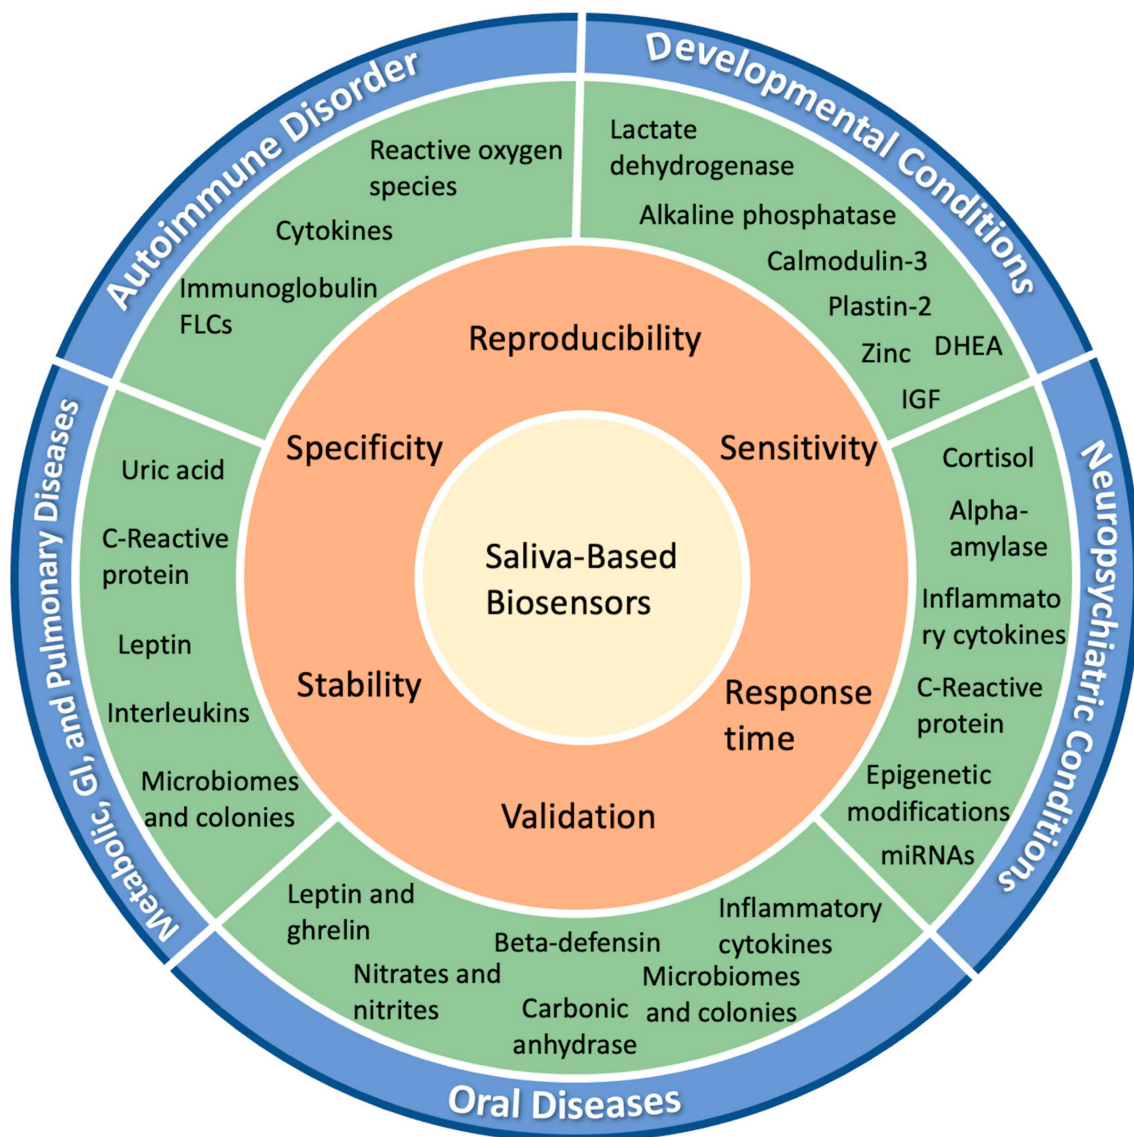 Autoimmune Disorder
Reactive oxygen
species
Cytokines
Immunoglobulin
FLCs
Developmental Conditions
Lactate
dehydrogenase
Alkaline phosphatase
Calmodulin-3
Plastin-2
Zinc
DHEA
IGF
Neuropsychiatric Conditions
Cortisol
Alpha-
amylase
Inflammato
ry cytokines
C-Reactive
protein
Epigenetic
modifications
miRNAs
Oral Diseases
Leptin and
ghrelin
Beta-defensin
Inflammatory
cytokines
Nitrates and
nitrites
Carbonic
anhydrase
Microbiomes
and colonies
Metabolic, GI, and Pulmonary Diseases
Uric acid
C-Reactive
protein
Leptin
Interleukins
Microbiomes
and colonies
Reproducibility
Specificity
Sensitivity
Stability
Response
time
Validation
Saliva-Based
Biosensors